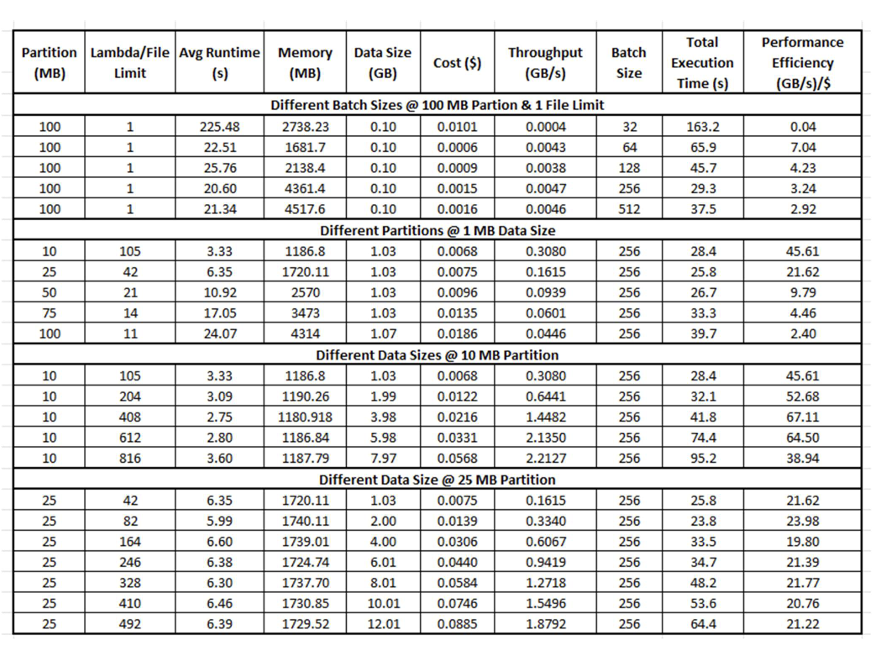 Partition (MB) Lambda/File Limit Avg Runtime (s) Memory (MB) Data Size (GB) Cost ($) Throughput (GB/s) Batch Size Total Execution Time (s) Performance Efficiency (GB/s)/$
Different Batch Sizes @ 100 MB Partion & 1 File Limit
100 1 225.48 2738.23 0.10 0.0101 0.0004 32 163.2 0.04
100 1 22.51 1681.7 0.10 0.0006 0.0043 64 65.9 7.04
100 1 25.76 2138.4 0.10 0.0009 0.0038 128 45.7 4.23
100 1 20.60 4361.4 0.10 0.0015 0.0047 256 29.3 3.24
100 1 21.34 4517.6 0.10 0.0016 0.0046 512 37.5 2.92
Different Partitions @ 1 MB Data Size
10 105 3.33 1186.8 1.03 0.0068 0.3080 256 28.4 45.61
25 42 6.35 1720.11 1.03 0.0075 0.1615 256 25.8 21.62
50 21 10.92 2570 1.03 0.0096 0.0939 256 26.7 9.79
75 14 17.05 3473 1.03 0.0135 0.0601 256 33.3 4.46
100 11 24.07 4314 1.07 0.0186 0.0446 256 39.7 2.40
Different Data Sizes @ 10 MB Partition
10 105 3.33 1186.8 1.03 0.0068 0.3080 256 28.4 45.61
10 204 3.09 1190.26 1.99 0.0122 0.6441 256 32.1 52.68
10 408 2.75 1180.918 3.98 0.0216 1.4482 256 41.8 67.11
10 612 2.80 1186.84 5.98 0.0331 2.1350 256 74.4 64.50
10 816 3.60 1187.79 7.97 0.0568 2.2127 256 95.2 38.94
Different Data Size @ 25 MB Partition
25 42 6.35 1720.11 1.03 0.0075 0.1615 256 25.8 21.62
25 82 5.99 1740.11 2.00 0.0139 0.3340 256 23.8 23.98
25 164 6.60 1739.01 4.00 0.0306 0.6067 256 33.5 19.80
25 246 6.38 1724.74 6.01 0.0440 0.9419 256 34.7 21.39
25 328 6.30 1737.70 8.01 0.0584 1.2718 256 48.2 21.77
25 410 6.46 1730.85 10.01 0.0746 1.5496 256 53.6 20.76
25 492 6.39 1729.52 12.01 0.0885 1.8792 256 64.4 21.22